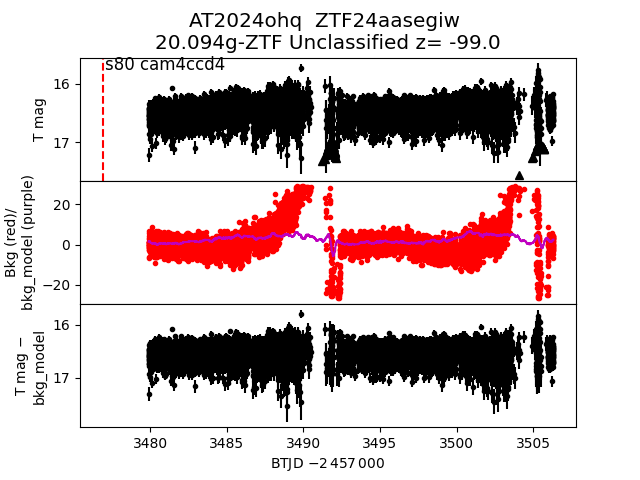 AT2024ohq  ZTF24aasegiw
20.094g-ZTF Unclassified z= -99.0
s80 cam4ccd4
T mag
16
17
Bkg (red)/
bkg_model (purple)
20
0
−20
T mag −
bkg_model
16
17
3480 3485 3490 3495 3500 3505
BTJD −2 457 000